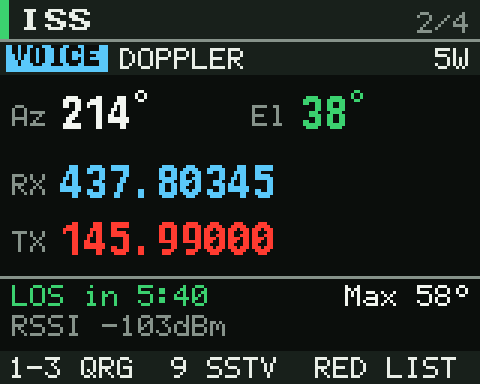 ISS 2/4
VOICE DOPPLER 5W
Az 214° El 38°
RX 437.80345
TX 145.99000
LOS in 5:40 Max 58°
RSSI -103dBm
1-3 QRG 9 SSTV RED LIST